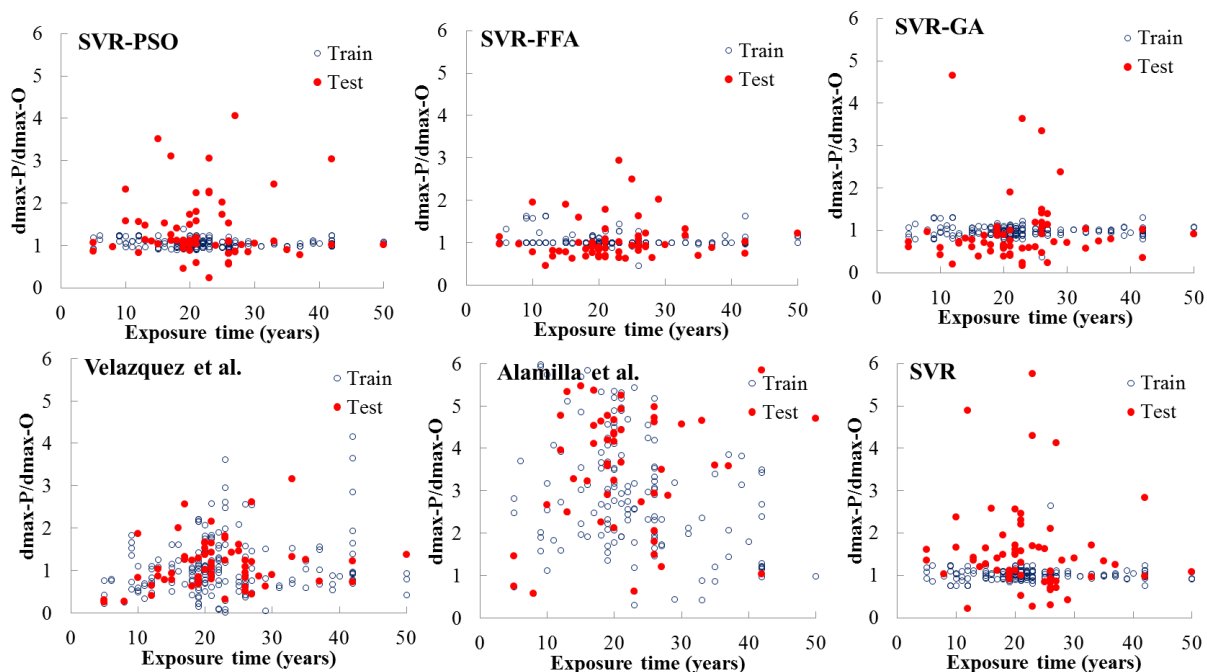 SVR-PSO
Train
Test
dmax-P/dmax-O
6
5
4
3
2
1
0
0 10 20 30 40 50
Exposure time (years)
SVR-FFA
Train
Test
dmax-P/dmax-O
6
5
4
3
2
1
0
0 10 20 30 40 50
Exposure time (years)
SVR-GA
Train
Test
dmax-P/dmax-O
6
5
4
3
2
1
0
0 10 20 30 40 50
Exposure time (years)
Velazquez et al.
Train
Test
dmax-P/dmax-O
6
5
4
3
2
1
0
0 10 20 30 40 50
Exposure time (years)
Alamilla et al.
Train
Test
dmax-P/dmax-O
6
5
4
3
2
1
0
0 10 20 30 40 50
Exposure time (years)
SVR
Train
Test
dmax-P/dmax-O
6
5
4
3
2
1
0
0 10 20 30 40 50
Exposure time (years)